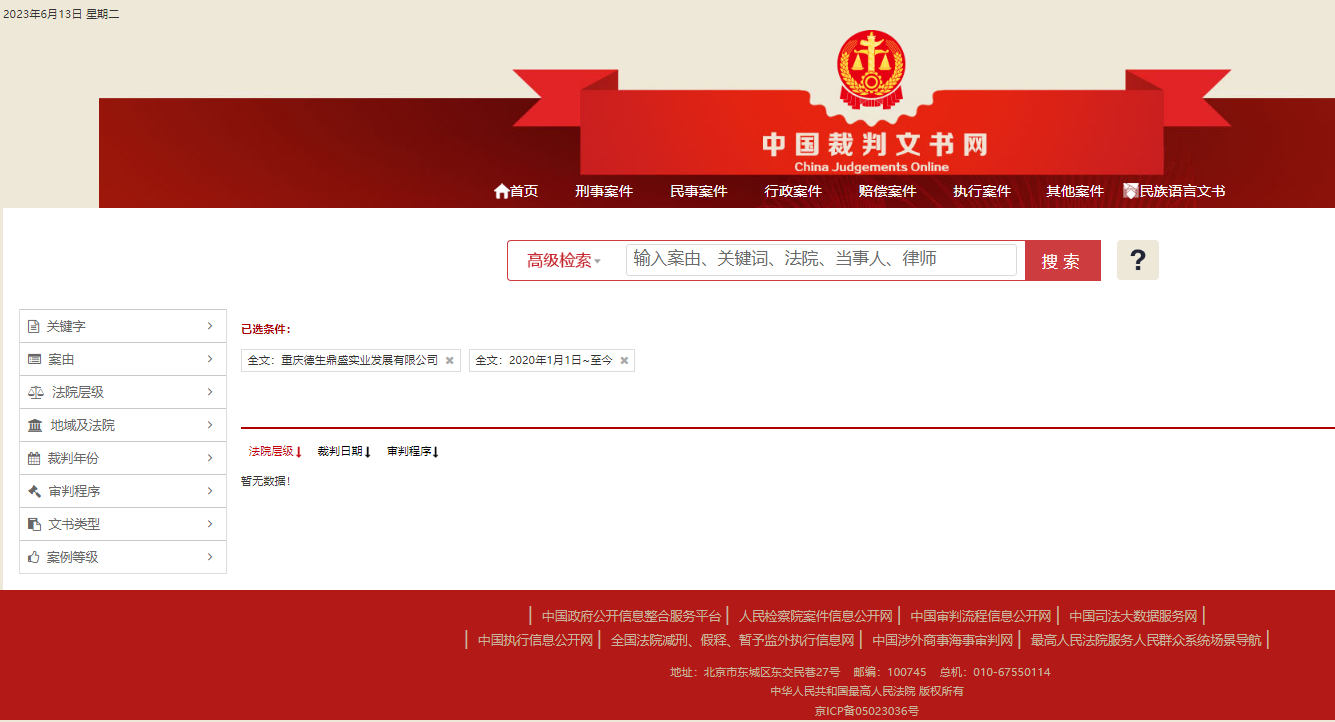 2023年6月13日 星期二
中国裁判文书网
China Judgements Online
首页 刑事案件 民事案件 行政案件 赔偿案件 执行案件 其他案件 民族语言文书
高级检索 输入案由、关键词、法院、当事人、律师 搜索 ?
关键字
案由
法院层级
地域及法院
裁判年份
审判程序
文书类型
案例等级
已选条件：
全文：重庆德生鼎盛实业发展有限公司 ✖ 全文：2020年1月1日~至今 ✖
法院层级↓ 裁判日期↓ 审判程序↓
暂无数据！
| 中国政府公开信息整合服务平台 | 人民检察院案件信息公开网 | 中国审判流程信息公开网 | 中国司法大数据服务网 |
| 中国执行信息公开网 | 全国法院减刑、假释、暂予监外执行信息网 | 中国涉外商事海事审判网 | 最高人民法院服务人民群众系统场景导航 |
地址：北京市东城区东交民巷27号 邮编：100745 总机：010-67550114
中华人民共和国最高人民法院 版权所有
京ICP备05023036号